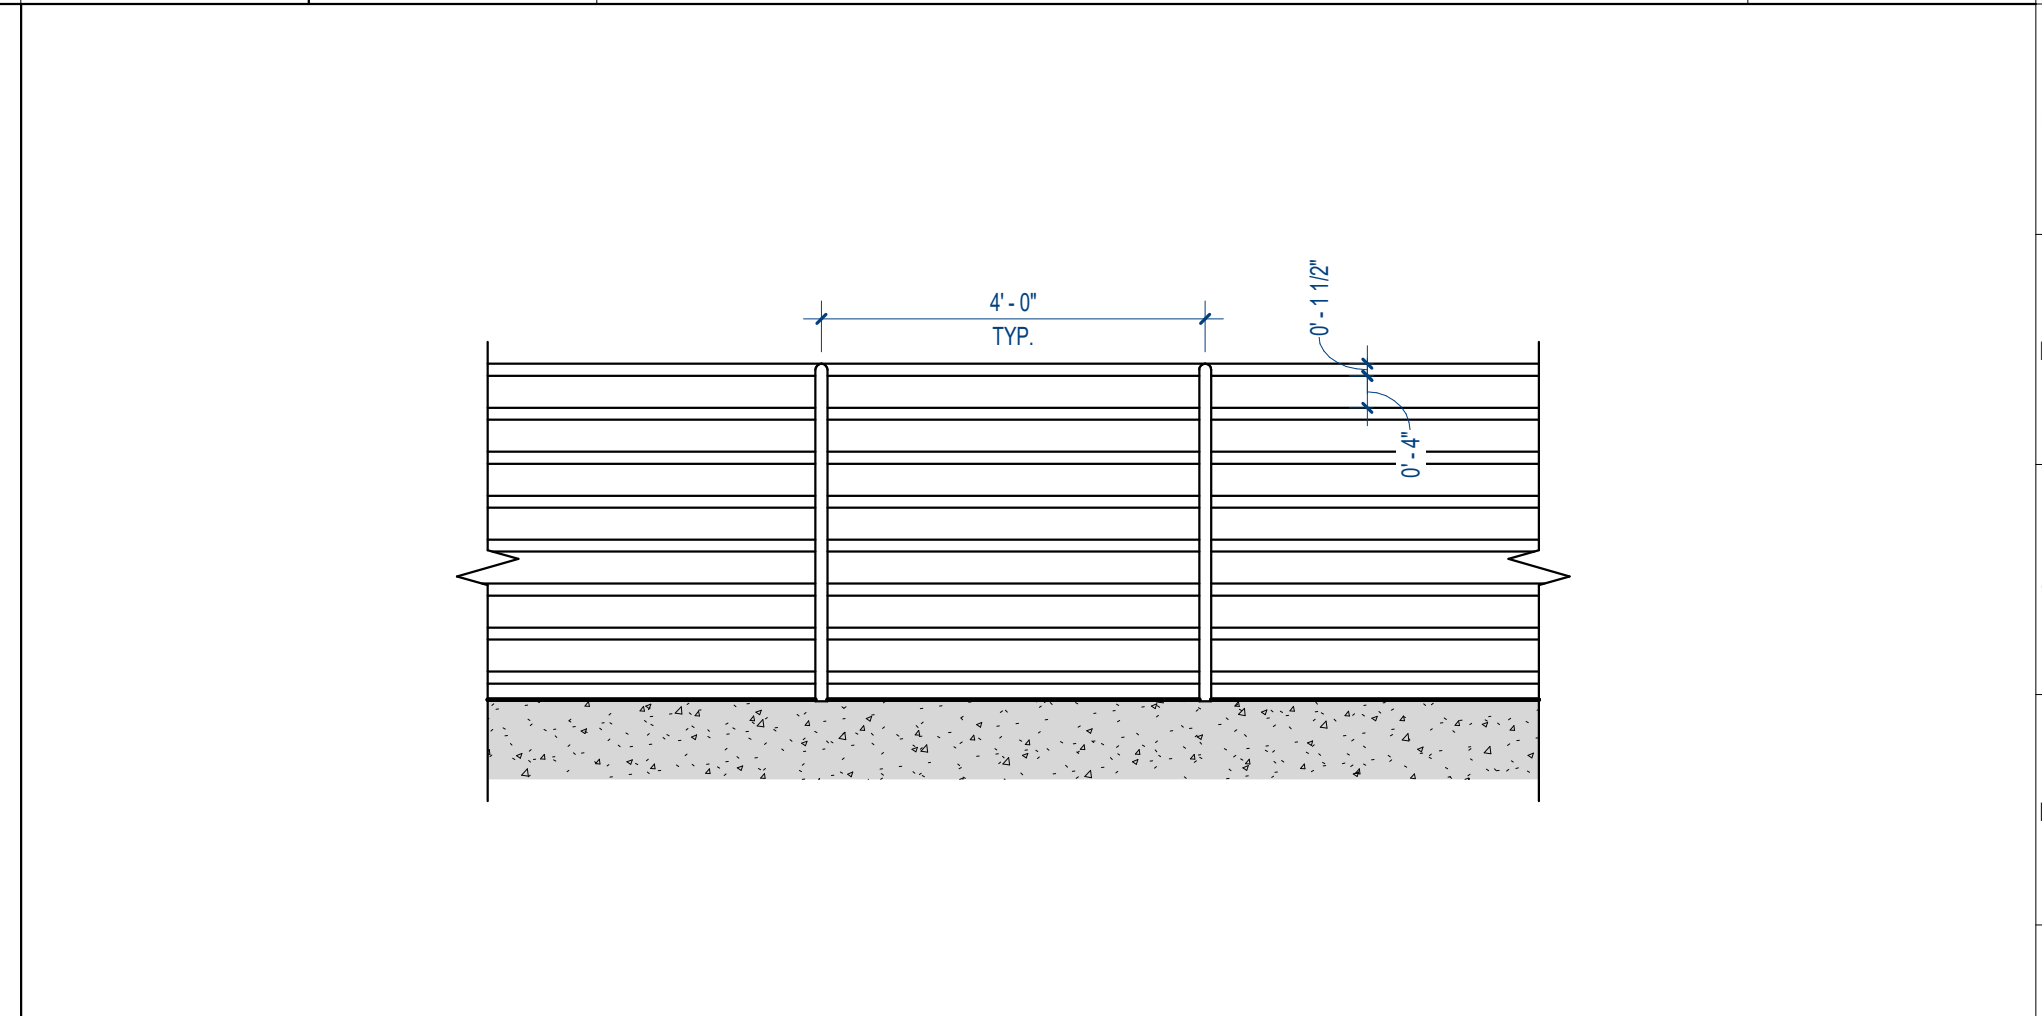 4' - 0"
TYP.
0' - 1 1/2"
0' - 4"